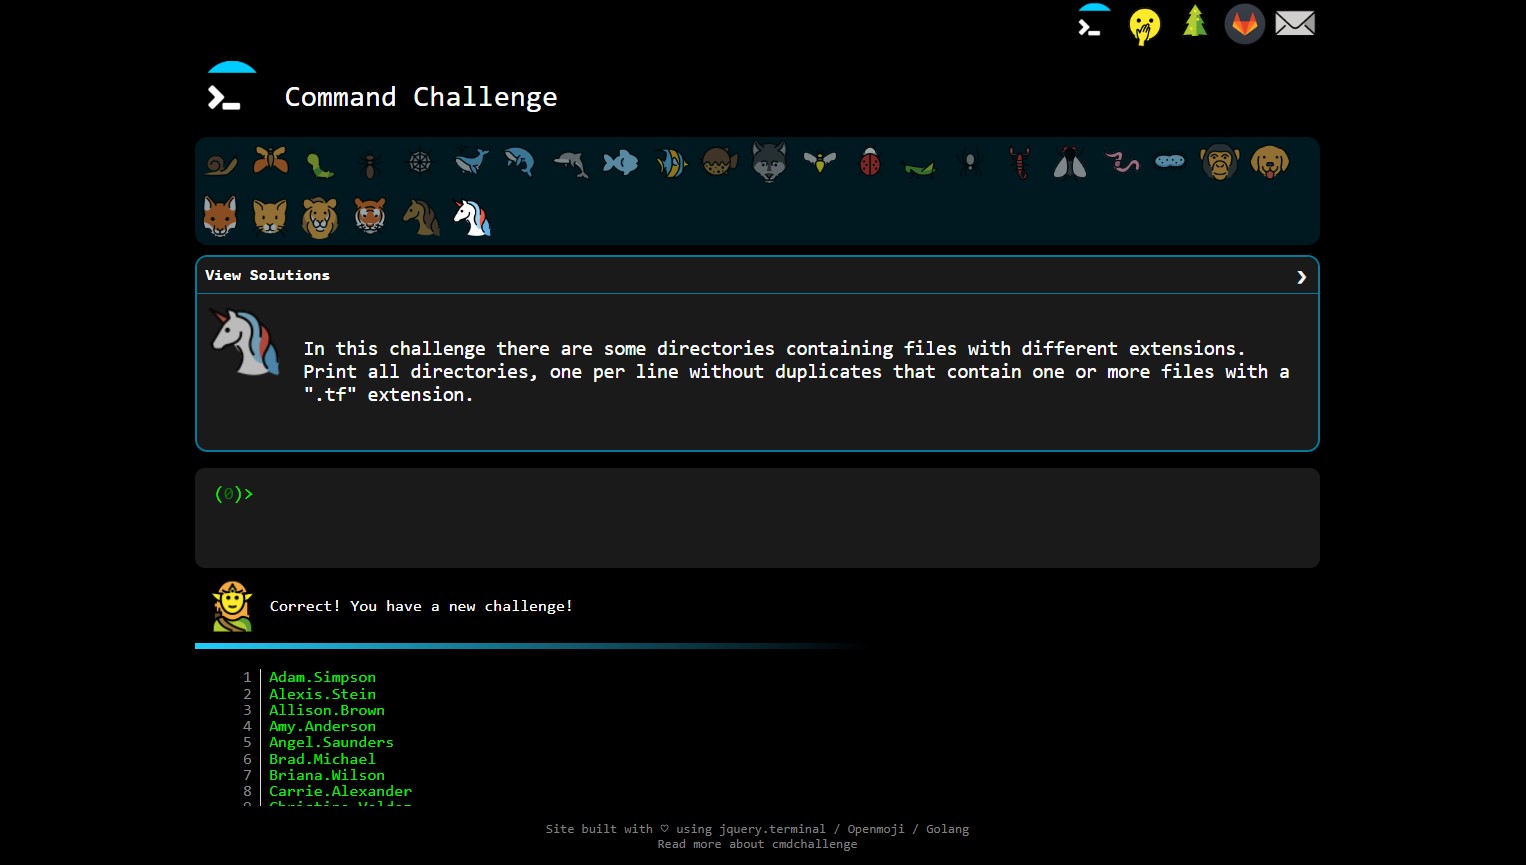 Command Challenge
View Solutions
In this challenge there are some directories containing files with different extensions.
Print all directories, one per line without duplicates that contain one or more files with a
".tf" extension.
(0)>
Correct! You have a new challenge!
1 Adam.Simpson
2 Alexis.Stein
3 Allison.Brown
4 Amy.Anderson
5 Angel.Saunders
6 Brad.Michael
7 Briana.Wilson
8 Carrie.Alexander
Site built with ♡ using jquery.terminal / Openmoji / Golang
Read more about cmdchallenge